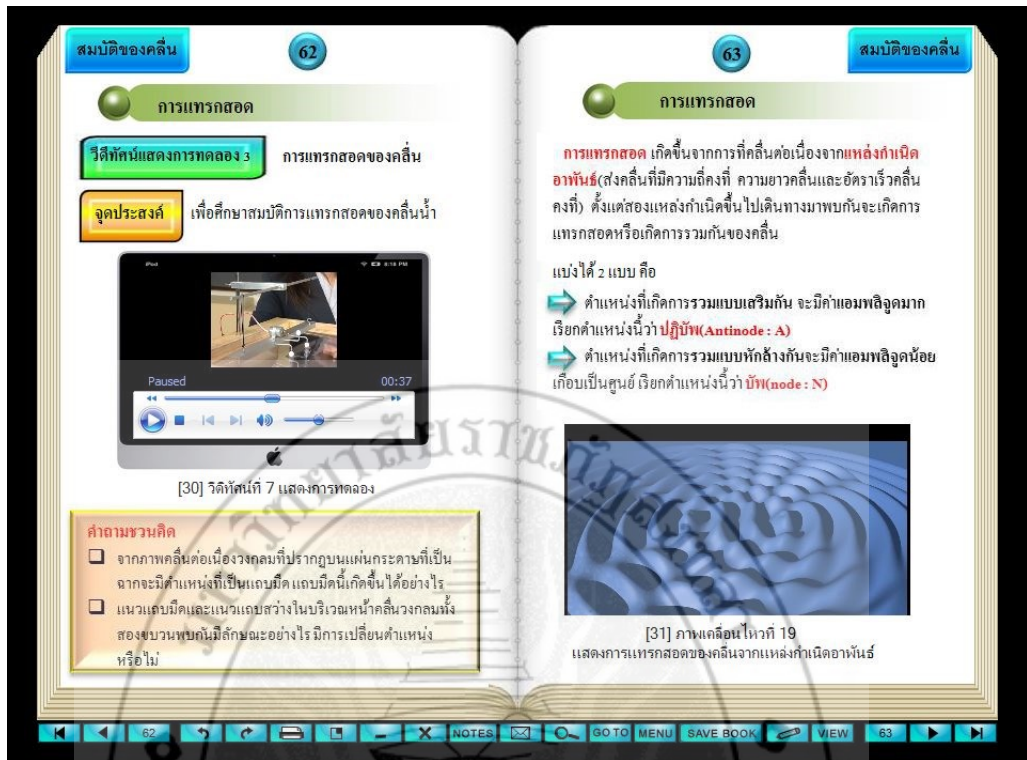 สมบัติของคลื่น
62
การแทรกสอด
วีดีทัศน์แสดงการทดลอง 3
การแทรกสอดของคลื่น
จุดประสงค์
เพื่อศึกษาสมบัติการแทรกสอดของคลื่นน้ำ
iPod
8:18 PM
Paused
00:37
[30] วิดิทัศน์ที่ 7 แสดงการทดลอง
คำถามชวนคิด
จากภาพคลื่นต่อเนื่องวงกลมที่ปรากฏบนแผ่นกระดาษที่เป็น
ฉากจะมีตำแหน่งที่เป็นแถบมืด แถบมืดนี้เกิดขึ้นได้อย่างไร
แนวแถบมืดและแนวแถบสว่างในบริเวณหน้าคลื่นวงกลมทั้ง
สองขบวนพบกันมีลักษณะอย่างไร มีการเปลี่ยนตำแหน่ง
หรือไม่
63
สมบัติของคลื่น
การแทรกสอด
การแทรกสอด เกิดขึ้นจากการที่คลื่นต่อเนื่องจากแหล่งกำเนิด
อาพันธ์(ส่งคลื่นที่มีความถี่คงที่ ความยาวคลื่นและอัตราเร็วคลื่น
คงที่) ตั้งแต่สองแหล่งกำเนิดขึ้นไปเดินทางมาพบกันจะเกิดการ
แทรกสอดหรือเกิดการรวมกันของคลื่น
แบ่งได้ 2 แบบ คือ
ตำแหน่งที่เกิดการรวมแบบเสริมกัน จะมีค่าแอมพลิจูดมาก
เรียกตำแหน่งนี้ว่า ปฏิบัพ(Antinode : A)
ตำแหน่งที่เกิดการรวมแบบหักล้างกันจะมีค่าแอมพลิจูดน้อย
เกือบเป็นศูนย์ เรียกตำแหน่งนี้ว่า บัพ(node : N)
[31] ภาพเคลื่อนไหวที่ 19
แสดงการแทรกสอดของคลื่นจากแหล่งกำเนิดอาพันธ์
62 NOTES GO TO MENU SAVE BOOK VIEW 63